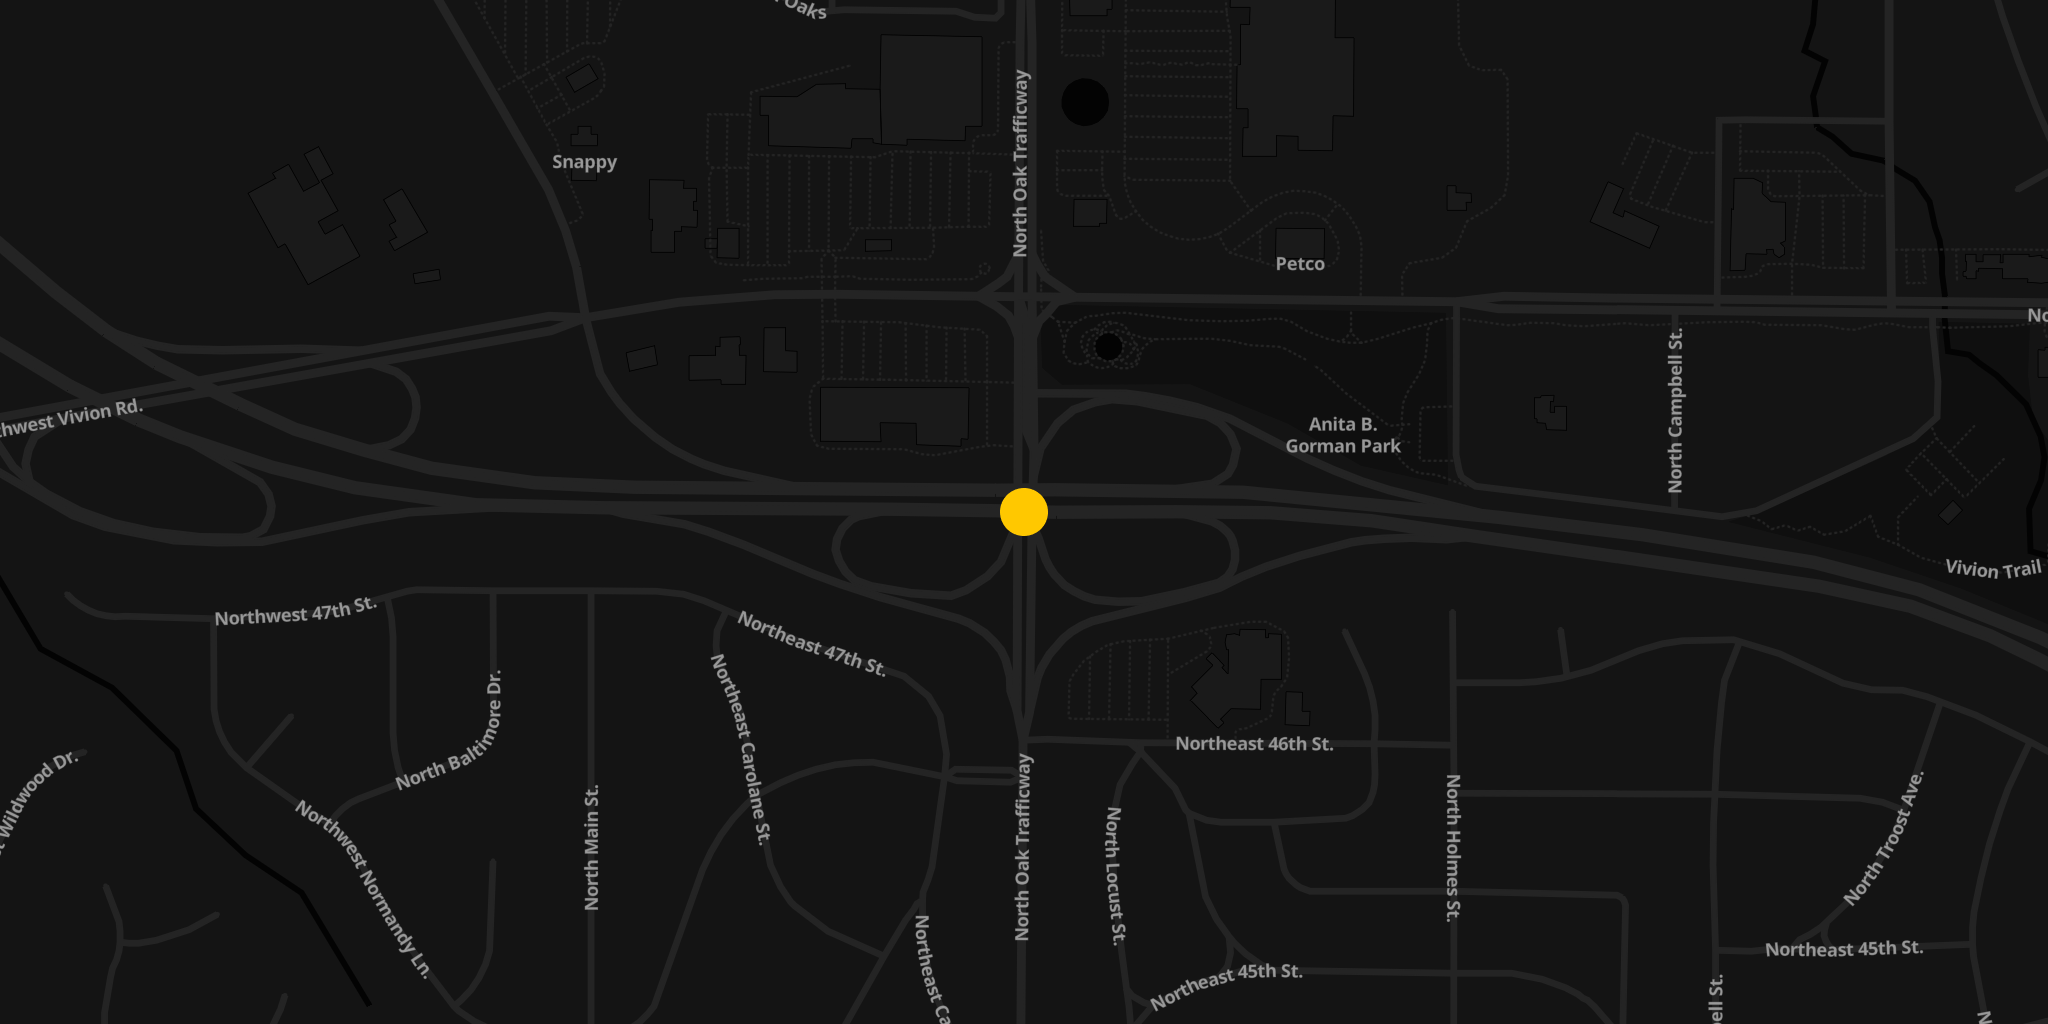 Oaks
North Oak Trafficway
Snappy
Petco
No
Northwest Vivion Rd.
North Campbell St.
Anita B.
Gorman Park
Vivion Trail
Northwest 47th St.
Northeast 47th St.
North Baltimore Dr.
Northeast Carolane St.
Northeast 46th St.
Wildwood Dr.
Northwest Normandy Ln.
North Main St.
North Oak Trafficway
North Locust St.
North Holmes St.
North Troost Ave.
Northeast 45th St.
Northeast 45th St.
Northeast Ca
bell St.
N